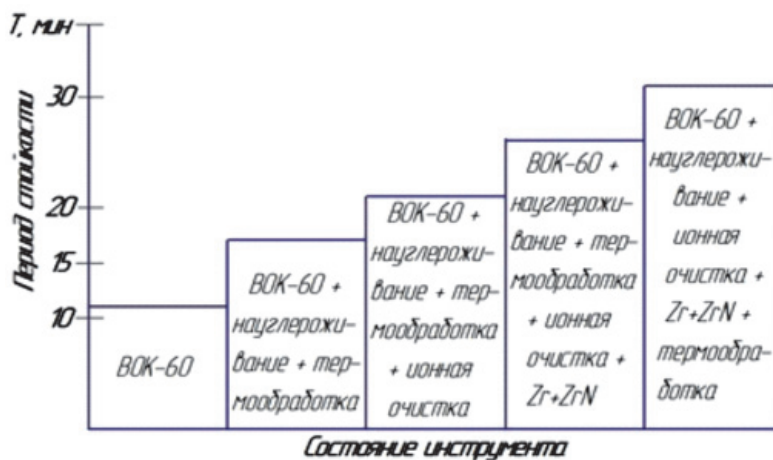 Т, мин
Период стойкости
30
20
15
10
ВОК-60
ВОК-60 +
науглерожи-
вание + тер-
мообработка
ВОК-60 +
науглерожи-
вание + тер-
мообработка
+ ионная
очистка
ВОК-60 +
науглерожи-
вание + тер-
мообработка
+ ионная
очистка +
Zr+ZrN
ВОК-60 +
науглерожи-
вание +
ионная
очистка +
Zr+ZrN +
термообра-
ботка
Состояние инструмента